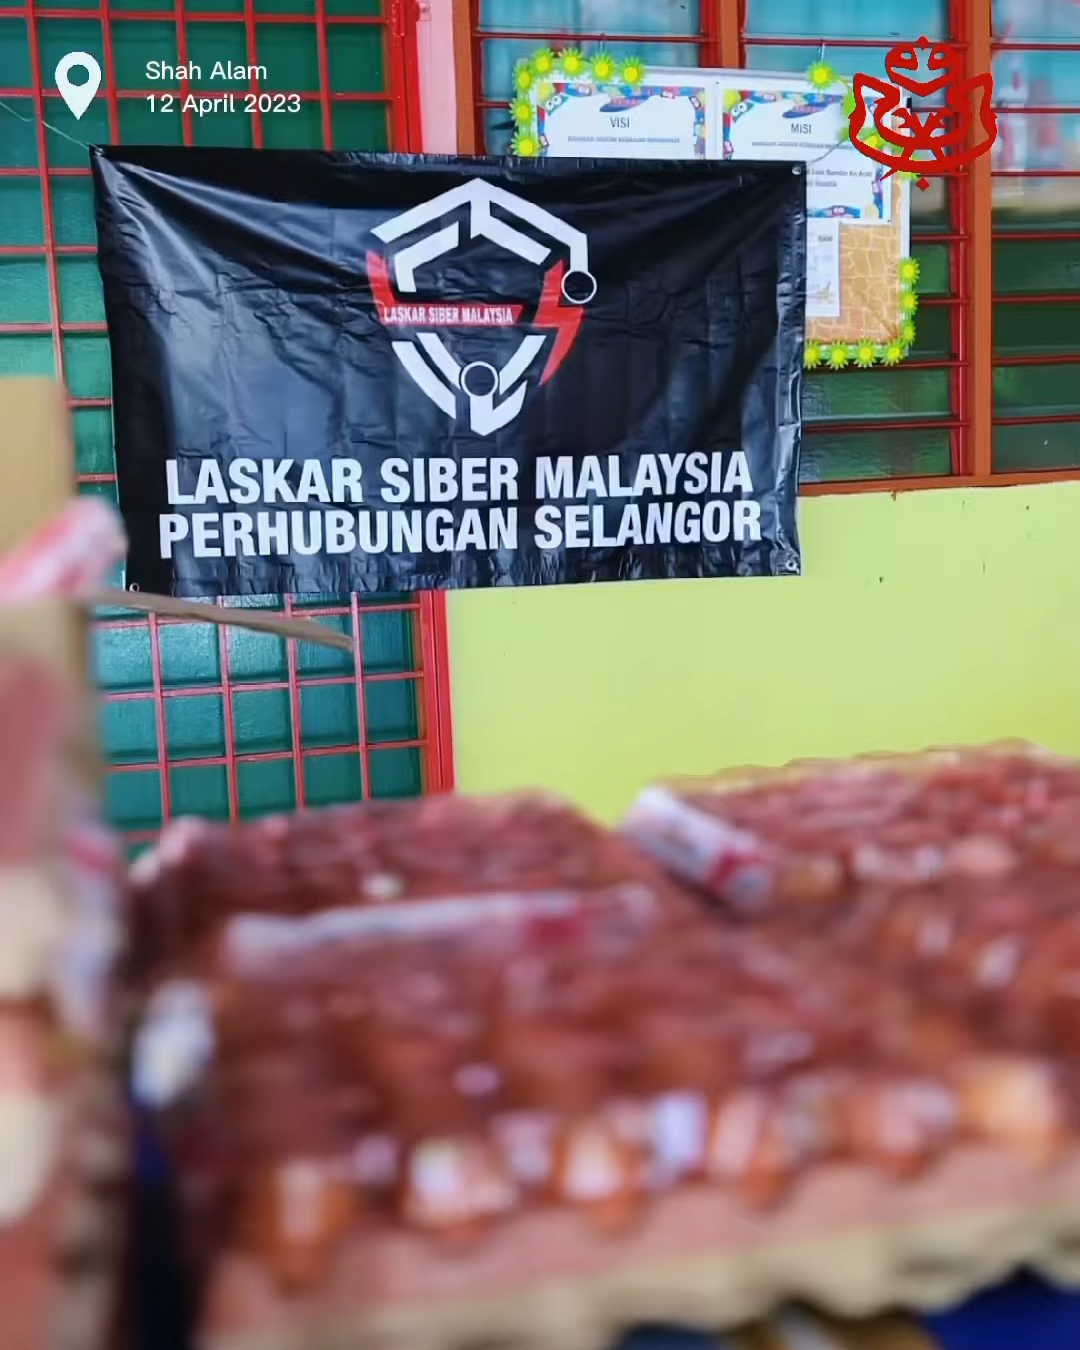 Shah Alam
12 April 2023
VISI
MISI
LASKAR SIBER MALAYSIA
LASKAR SIBER MALAYSIA
PERHUBUNGAN SELANGOR